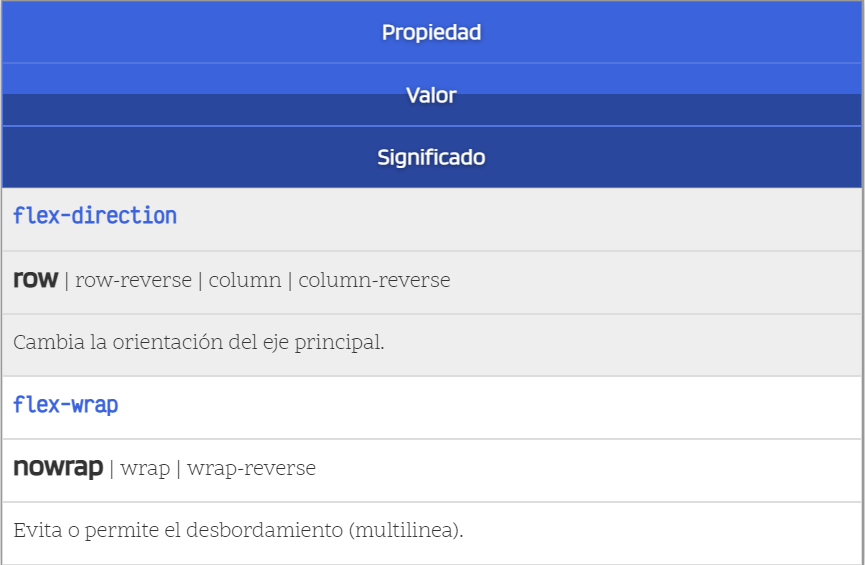 Propiedad
Valor
Significado
flex-direction
row | row-reverse | column | column-reverse
Cambia la orientación del eje principal.
flex-wrap
nowrap | wrap | wrap-reverse
Evita o permite el desbordamiento (multilinea).